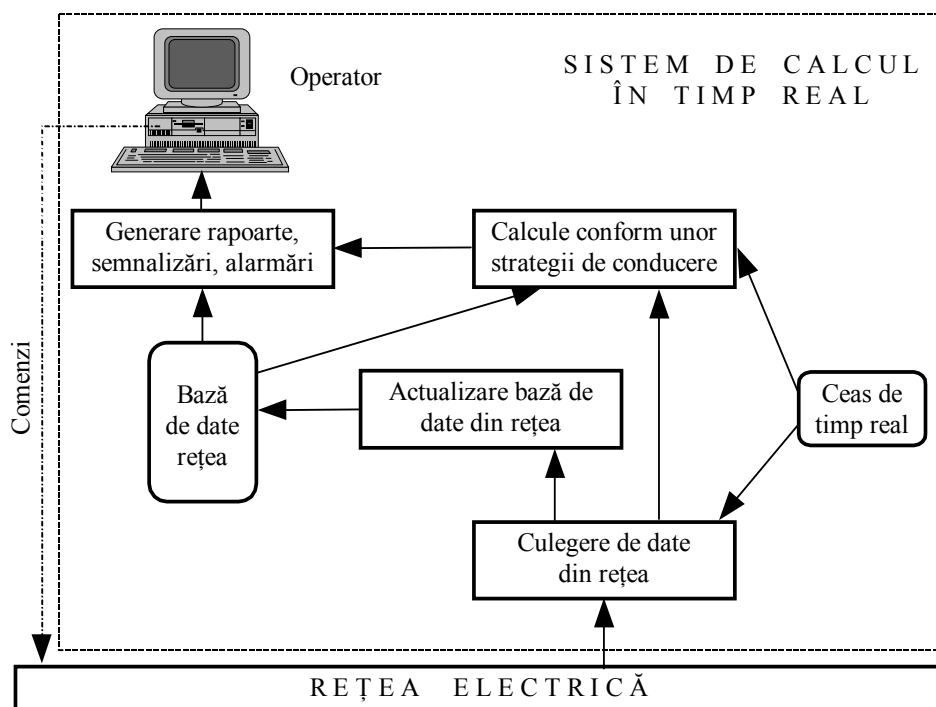 Operator
SISTEM DE CALCUL
ÎN TIMP REAL
Generare rapoarte,
semnalizări, alarmări
Calcule conform unor
strategii de conducere
Comenzi
Bază
de date
rețea
Actualizare bază de
date din rețea
Ceas de
timp real
Culegere de date
din rețea
REȚEA ELECTRICĂ